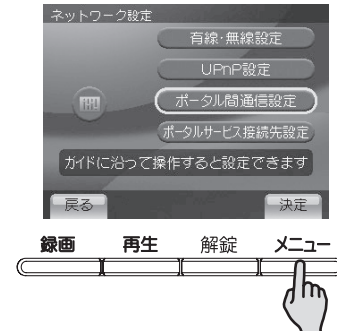 ネットワーク設定
有線･無線設定
UPnP設定
ポータル間通信設定
ポータルサービス接続先設定
ガイドに沿って操作すると設定できます
戻る 決定
録画 再生 解錠 メニュー